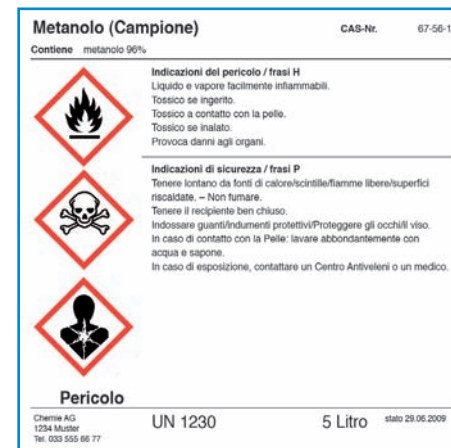 Metanolo (Campione)
CAS-Nr. 67-56-1
Contiene metanolo 96%
Indicazioni del pericolo / frasi H
Liquido e vapore facilmente infiammabili.
Tossico se ingerito.
Tossico a contatto con la pelle.
Tossico se inalato.
Provoca danni agli organi.
Indicazioni di sicurezza / frasi P
Tenere lontano da fonti di calore/scintille/fiamme libere/superfici
riscaldate. – Non fumare.
Tenere il recipiente ben chiuso.
Indossare guanti/indumenti protettivi/Proteggere gli occhi/il viso.
In caso di contatto con la Pelle: lavare abbondantemente con
acqua e sapone.
In caso di esposizione, contattare un Centro Antiveleni o un medico.
Pericolo
Chemie AG
1234 Muster
Tel. 033 555 66 77
UN 1230
5 Litro
stato 29.06.2009